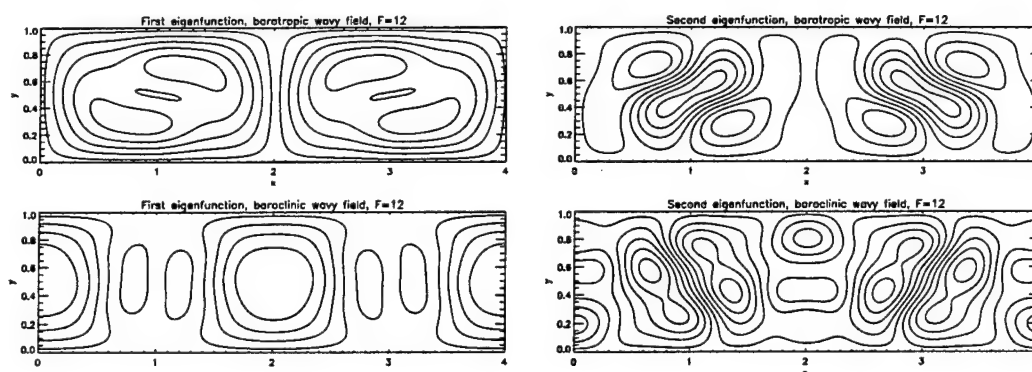 First eigenfunction, barotropic wavy field, F=12
1.0
0.8
0.6
y
0.4
0.2
0.0
0 1 2 3 4
x
Second eigenfunction, barotropic wavy field, F=12
1.0
0.8
0.6
y
0.4
0.2
0.0
0 1 2 3
x
First eigenfunction, baroclinic wavy field, F=12
1.0
0.8
0.6
y
0.4
0.2
0.0
0 1 2 3 4
Second eigenfunction, baroclinic wavy field, F=12
1.0
0.8
0.6
y
0.4
0.2
0.0
0 1 2 3